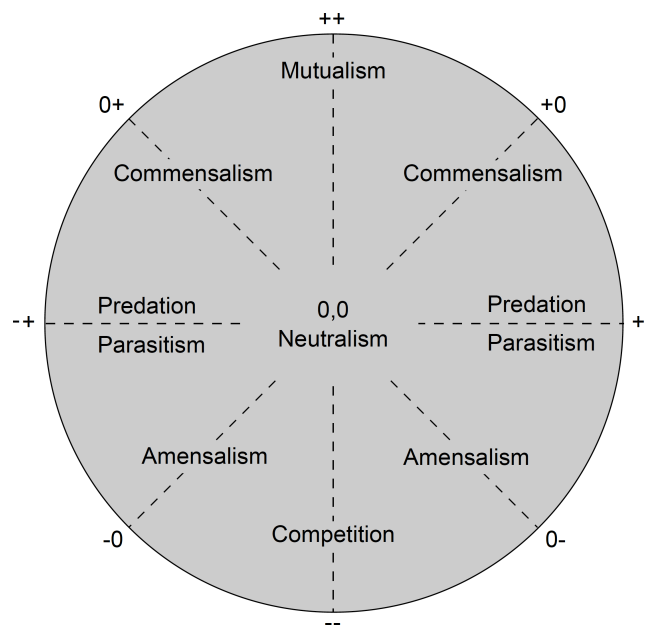 ++
Mutualism
0+
+0
Commensalism
Commensalism
Predation
Predation
-+
0,0
+
Neutralism
Parasitism
Parasitism
Amensalism
Amensalism
Competition
-0
0-
--